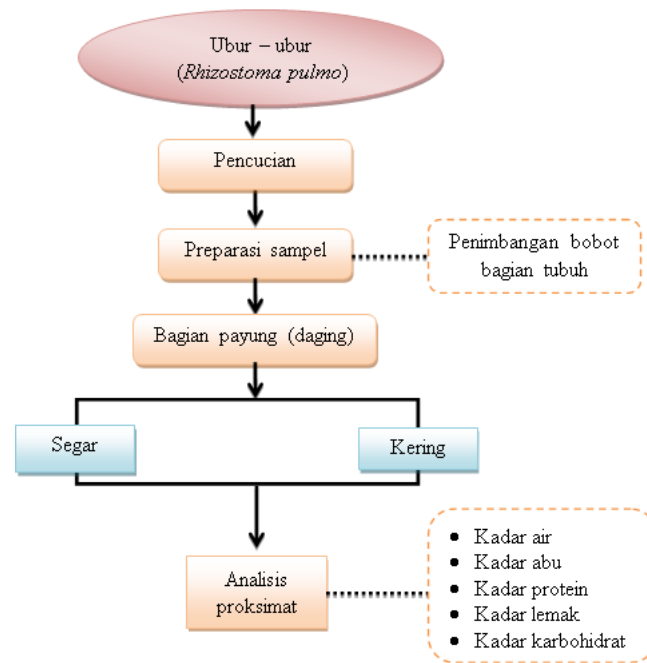 Ubur – ubur
(Rhizostoma pulmo)
Pencucian
Preparasi sampel
Penimbangan bobot
bagian tubuh
Bagian payung (daging)
Segar
Kering
Analisis
proksimat
• Kadar air
• Kadar abu
• Kadar protein
• Kadar lemak
• Kadar karbohidrat